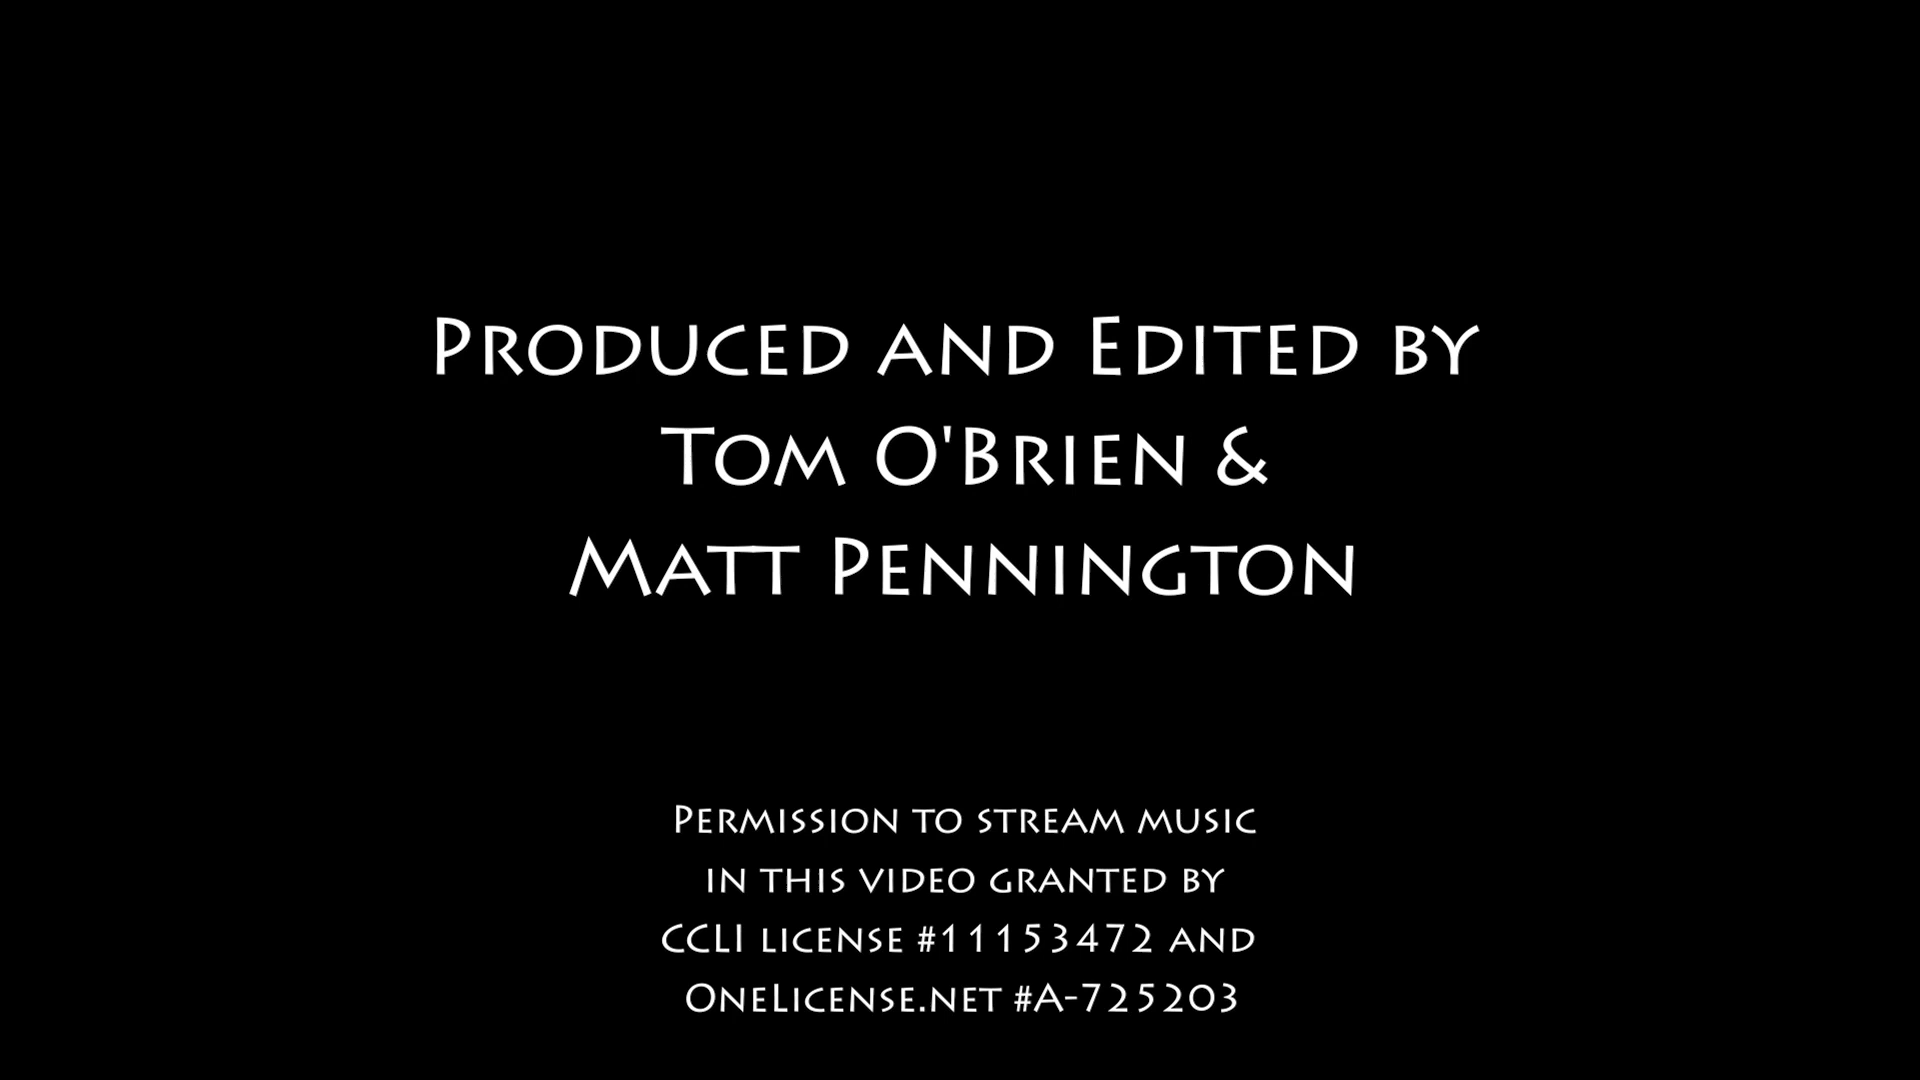 Produced and Edited by
Tom O'Brien &
Matt Pennington
Permission to stream music
in this video granted by
CCLI license #11153472 and
OneLicense.net #A-725203